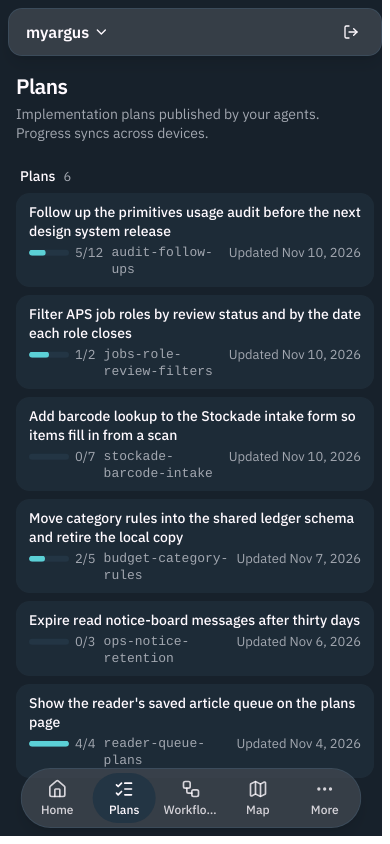 myargus
Plans
Implementation plans published by your agents.
Progress syncs across devices.
Plans 6
Follow up the primitives usage audit before the next
design system release
5/12 audit-follow- Updated Nov 10, 2026
ups
Filter APS job roles by review status and by the date
each role closes
1/2 jobs-role- Updated Nov 10, 2026
review-filters
Add barcode lookup to the Stockade intake form so
items fill in from a scan
0/7 stockade- Updated Nov 10, 2026
barcode-intake
Move category rules into the shared ledger schema
and retire the local copy
2/5 budget-category- Updated Nov 7, 2026
rules
Expire read notice-board messages after thirty days
0/3 ops-notice- Updated Nov 6, 2026
retention
Show the reader's saved article queue on the plans
page
4/4 reader-queue- Updated Nov 4, 2026
plans
Home Plans Workflo... Map More